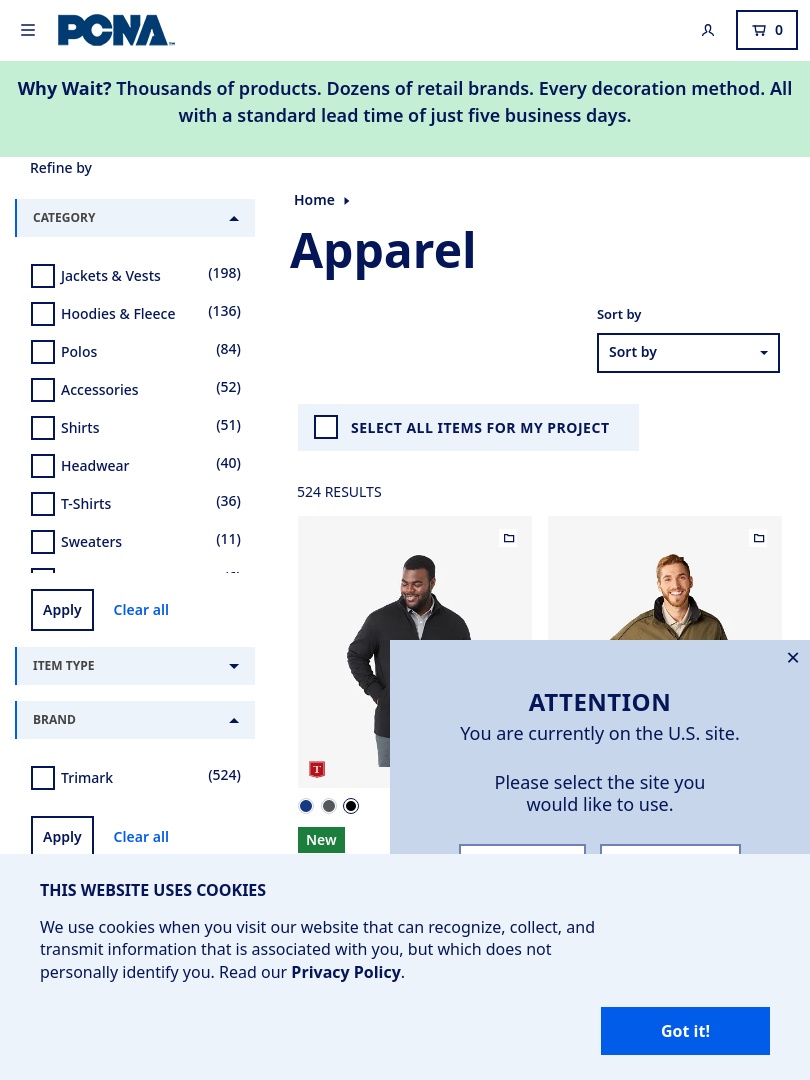 PCNA
0
Why Wait? Thousands of products. Dozens of retail brands. Every decoration method. All
with a standard lead time of just five business days.
Refine by
CATEGORY
Jackets & Vests (198)
Hoodies & Fleece (136)
Polos (84)
Accessories (52)
Shirts (51)
Headwear (40)
T-Shirts (36)
Sweaters (11)
Apply Clear all
ITEM TYPE
BRAND
Trimark (524)
Apply Clear all
Home
Apparel
Sort by
Sort by
SELECT ALL ITEMS FOR MY PROJECT
524 RESULTS
T
New
ATTENTION
You are currently on the U.S. site.
Please select the site you
would like to use.
THIS WEBSITE USES COOKIES
We use cookies when you visit our website that can recognize, collect, and
transmit information that is associated with you, but which does not
personally identify you. Read our Privacy Policy.
Got it!